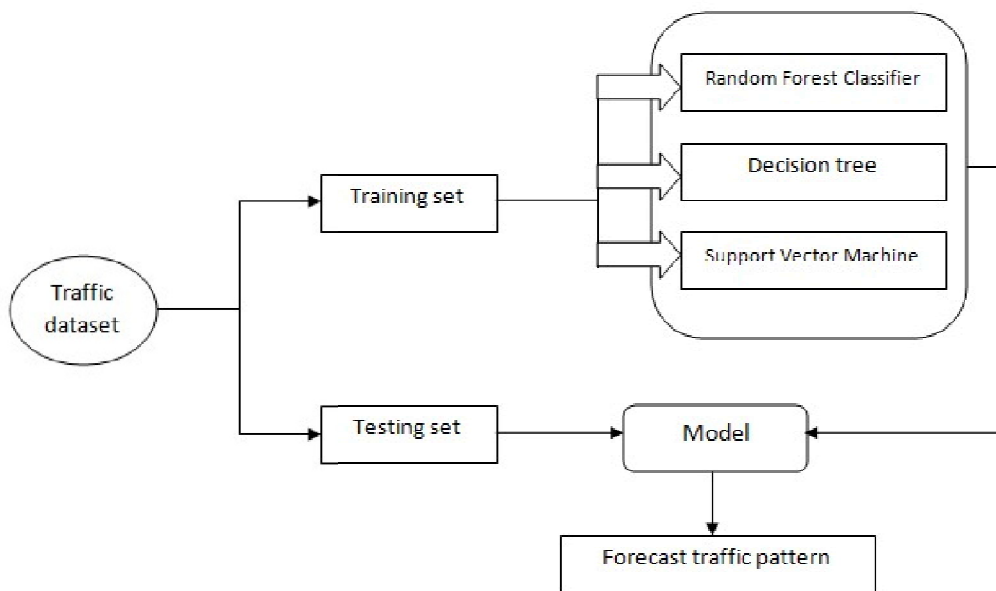 Random Forest Classifier
Decision tree
Training set
Support Vector Machine
Traffic
dataset
Testing set
Model
Forecast traffic pattern